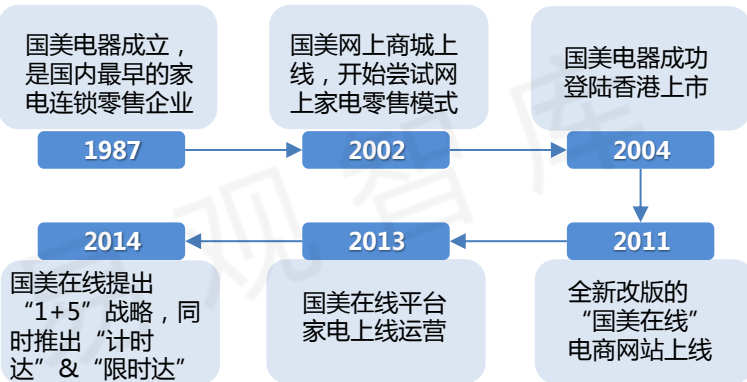 国美电器成立，
是国内最早的家
电连锁零售企业
1987
国美网上商城上
线，开始尝试网
上家电零售模式
2002
国美电器成功
登陆香港上市
2004
2011
全新改版的
“国美在线”
电商网站上线
2013
国美在线平台
家电上线运营
2014
国美在线提出
“1+5”战略，同
时推出“计时
达”&“限时达”
易观智库